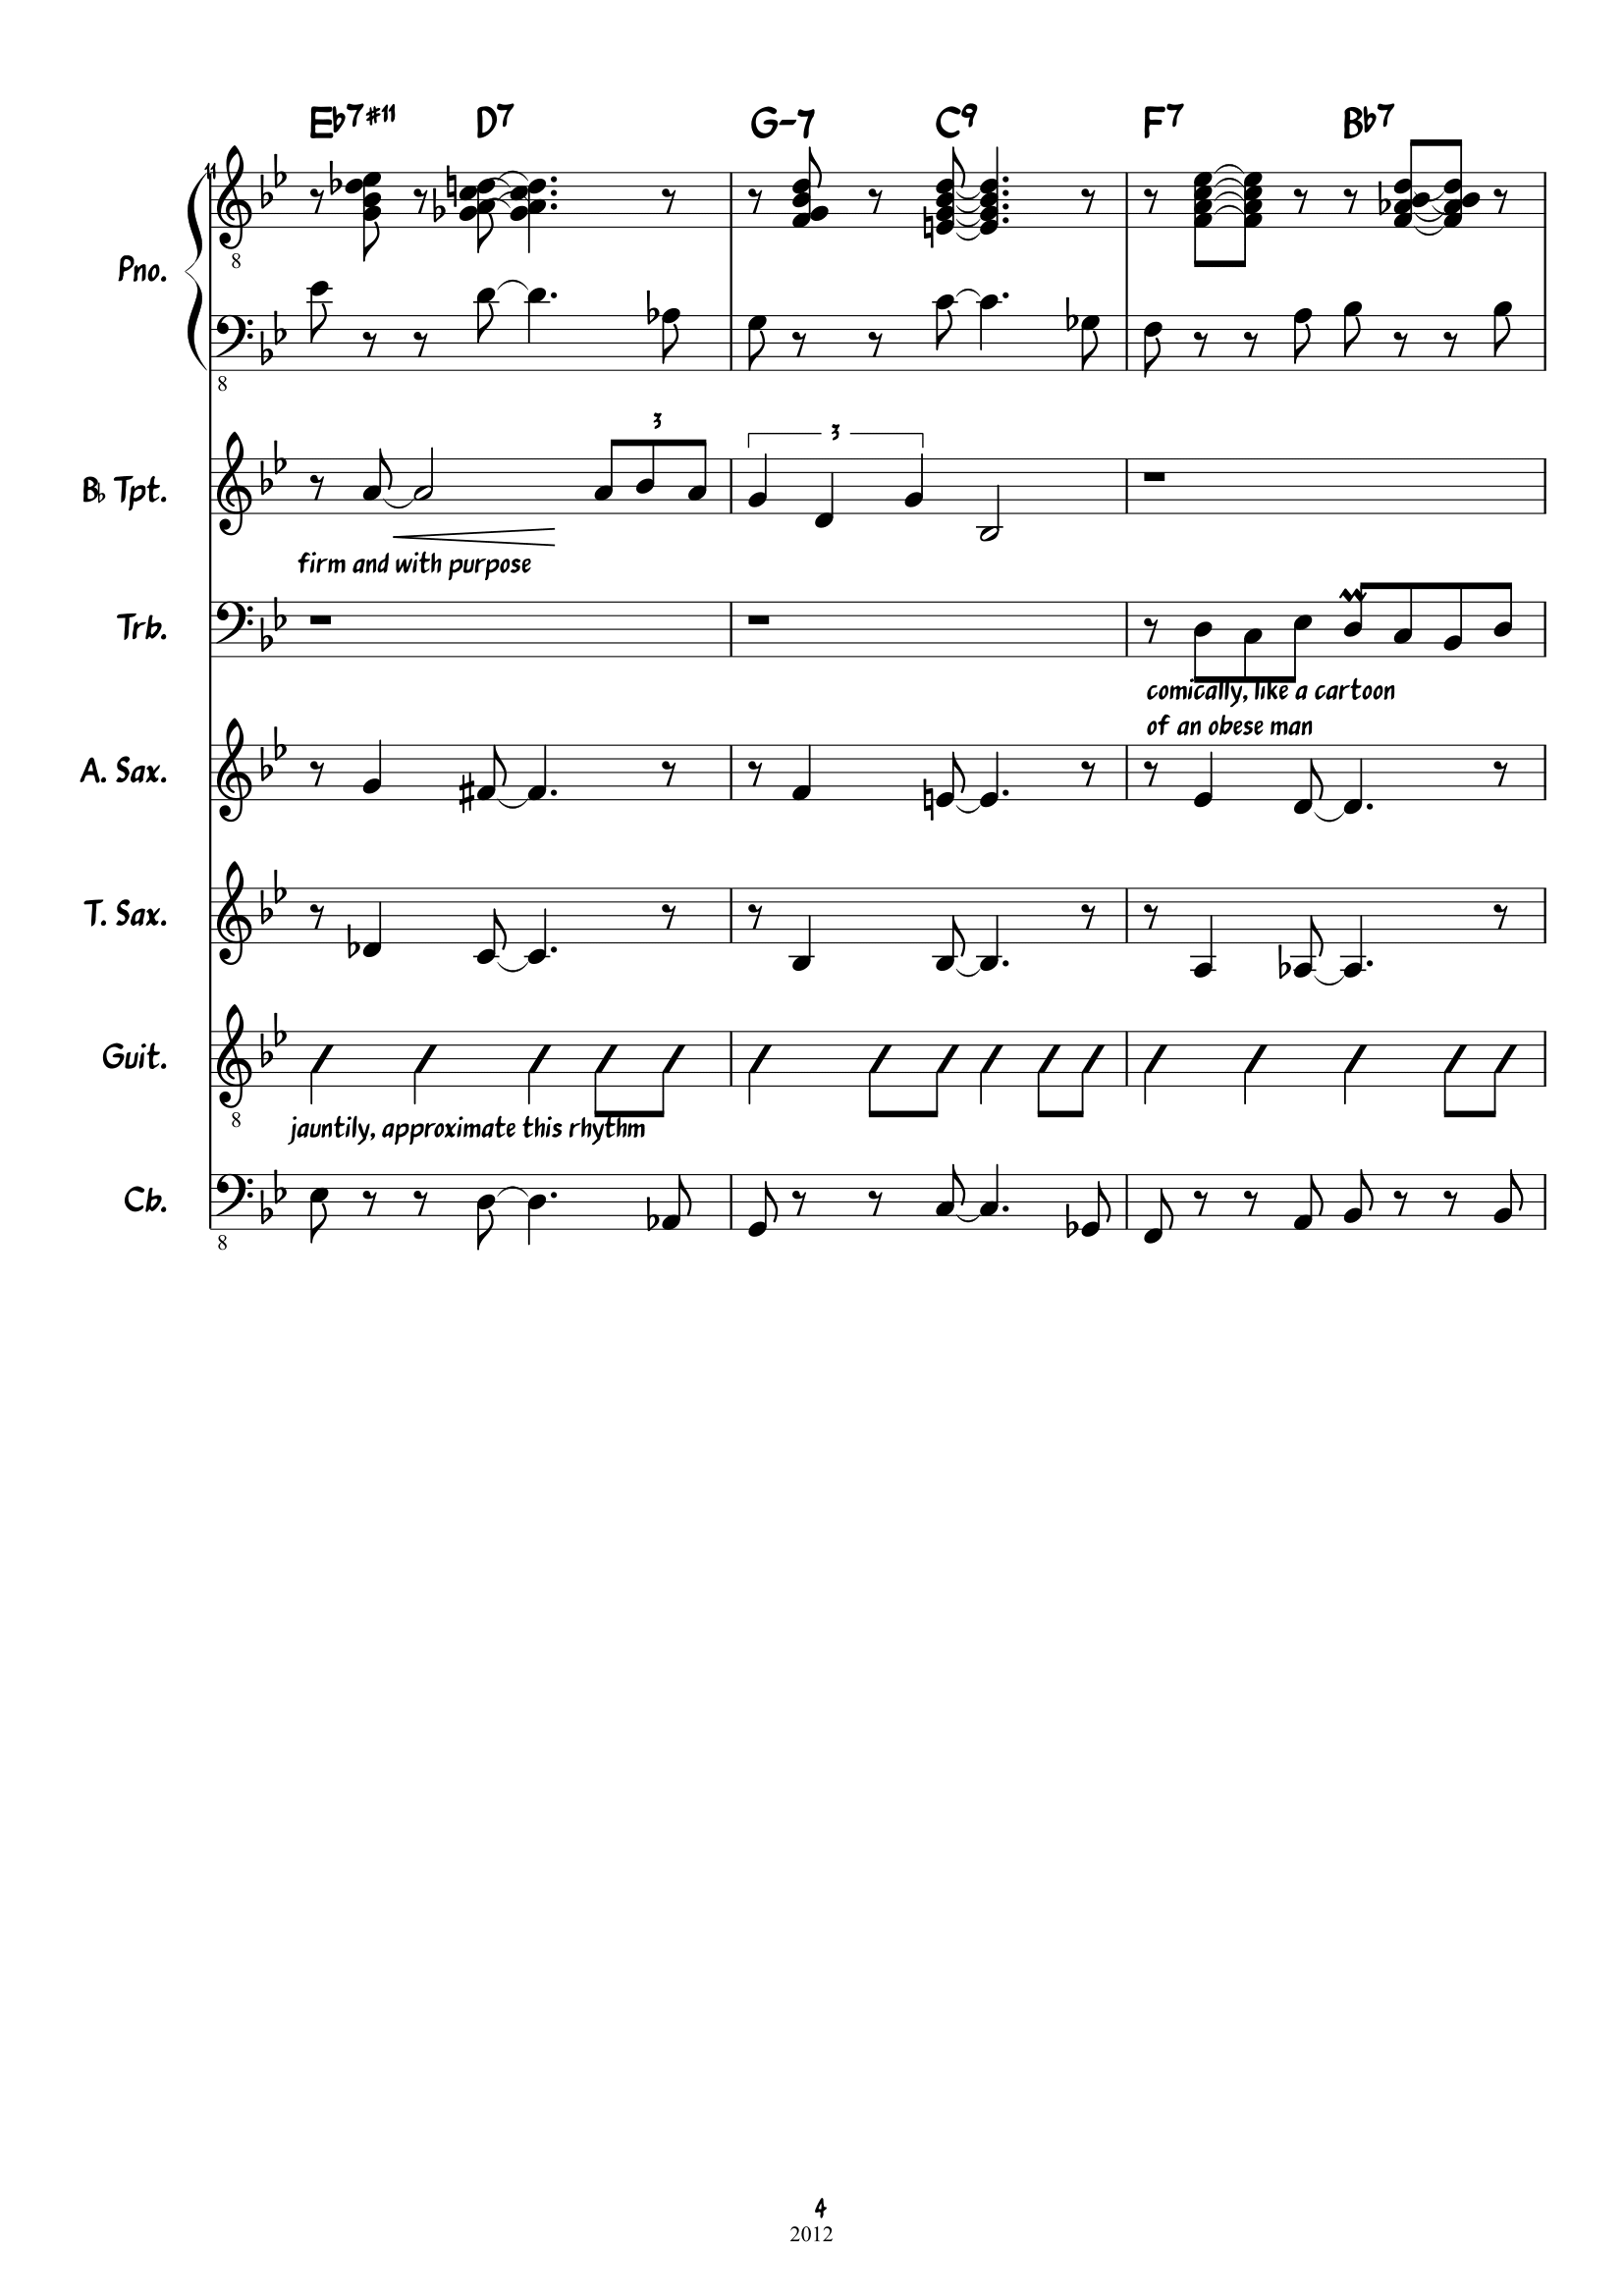 Eb7#11 D7 G-7 C9 F7 Bb7
11
8
Pno.
8
3
3
B♭ Tpt.
firm and with purpose
Trb.
comically, like a cartoon
of an obese man
A. Sax.
T. Sax.
Guit.
8
jauntily, approximate this rhythm
Cb.
8
4
2012